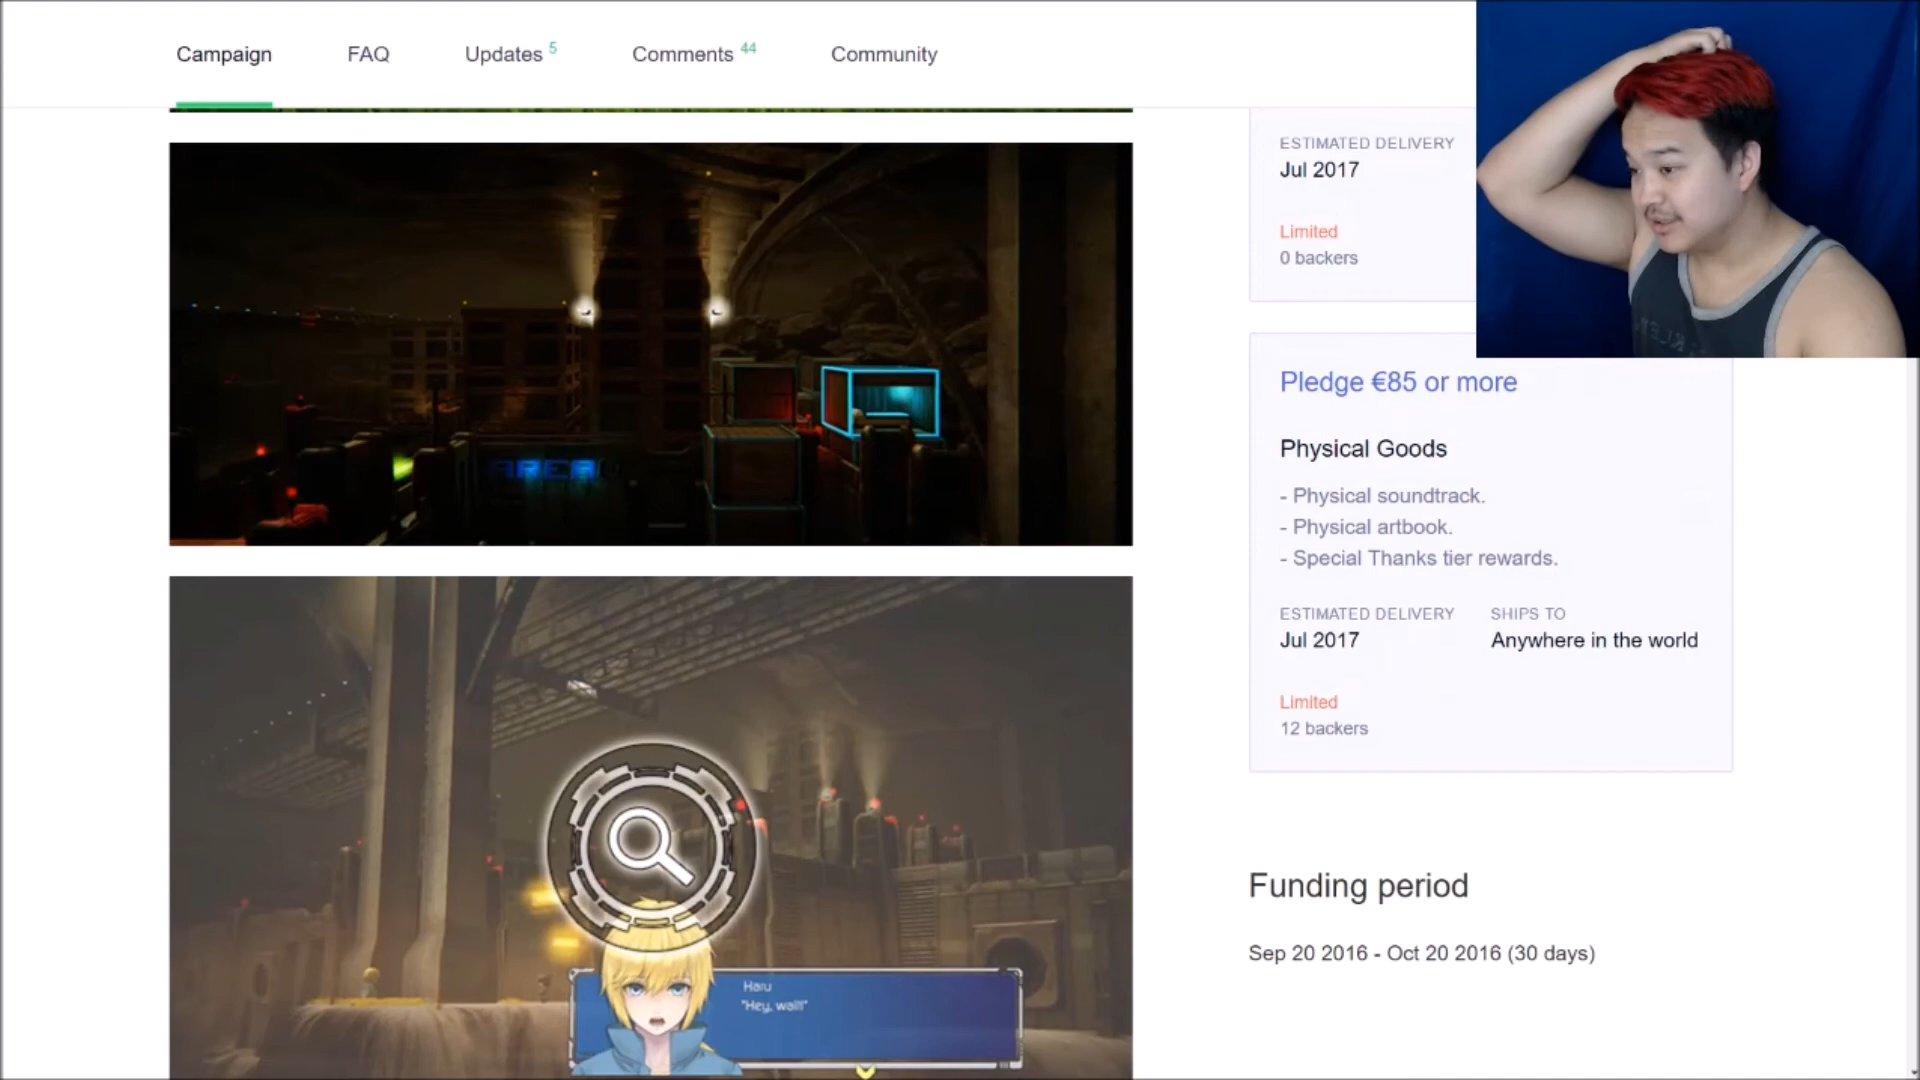 Campaign
FAQ
Updates 5
Comments 44
Community
ESTIMATED DELIVERY
Jul 2017
Limited
0 backers
Pledge €85 or more
Physical Goods
- Physical soundtrack.
- Physical artbook.
- Special Thanks tier rewards.
ESTIMATED DELIVERY
SHIPS TO
Jul 2017
Anywhere in the world
Limited
12 backers
AREA
Haru
"Hey, wait!"
Funding period
Sep 20 2016 - Oct 20 2016 (30 days)